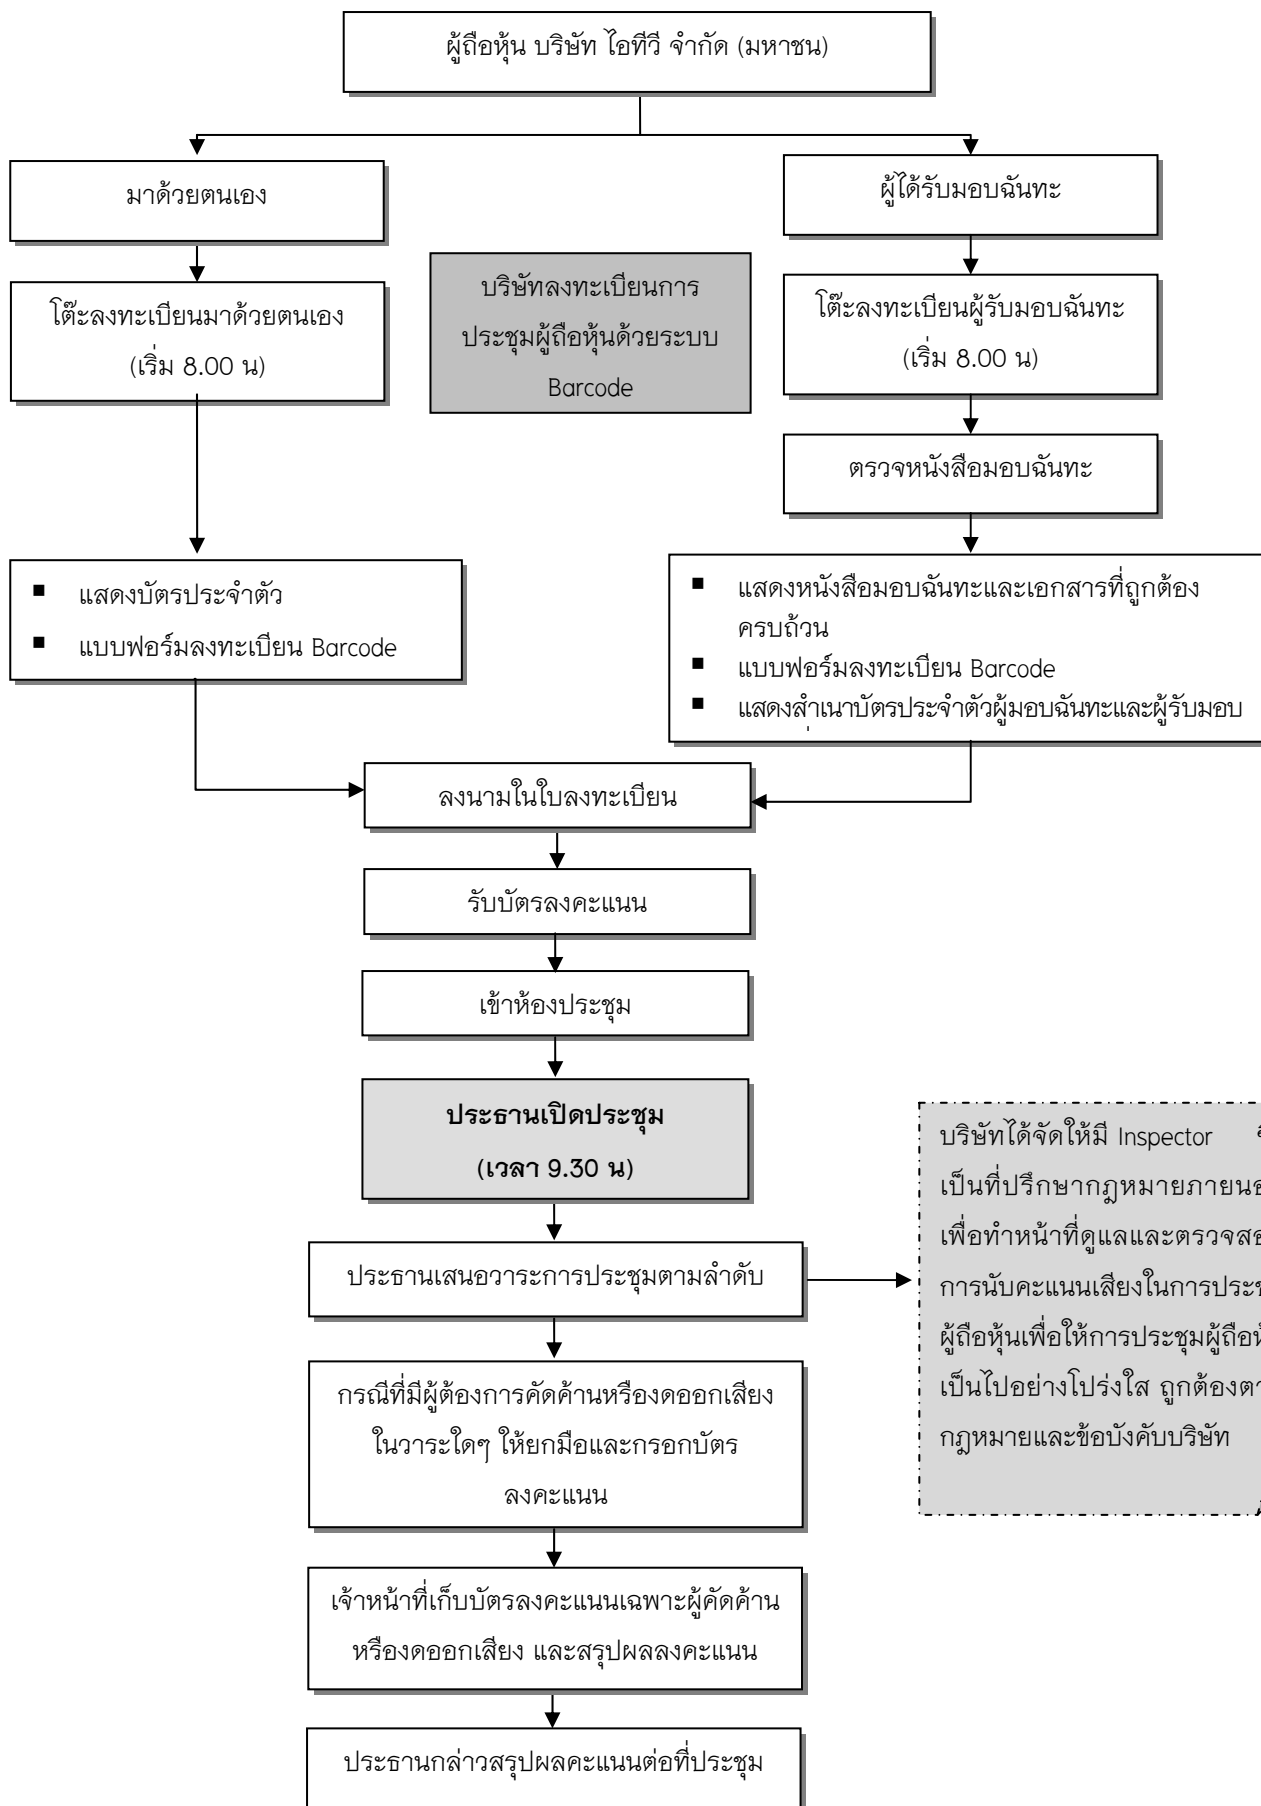 ผู้ถือหุ้น บริษัท ไอทีวี จำกัด (มหาชน)
มาด้วยตนเอง
ผู้ได้รับมอบฉันทะ
โต๊ะลงทะเบียนมาด้วยตนเอง
(เริ่ม 8.00 น)
บริษัทลงทะเบียนการ
ประชุมผู้ถือหุ้นด้วยระบบ
Barcode
โต๊ะลงทะเบียนผู้รับมอบฉันทะ
(เริ่ม 8.00 น)
ตรวจหนังสือมอบฉันทะ
▪ แสดงบัตรประจำตัว
▪ แบบฟอร์มลงทะเบียน Barcode
▪ แสดงหนังสือมอบฉันทะและเอกสารที่ถูกต้อง
ครบถ้วน
▪ แบบฟอร์มลงทะเบียน Barcode
▪ แสดงสำเนาบัตรประจำตัวผู้มอบฉันทะและผู้รับมอบ
ลงนามในใบลงทะเบียน
รับบัตรลงคะแนน
เข้าห้องประชุม
ประธานเปิดประชุม
(เวลา 9.30 น)
บริษัทได้จัดให้มี Inspector
เป็นที่ปรึกษากฎหมายภายน
เพื่อทำหน้าที่ดูแลและตรวจส
การนับคะแนนเสียงในการประ
ผู้ถือหุ้นเพื่อให้การประชุมผู้ถือ
เป็นไปอย่างโปร่งใส ถูกต้องต
กฎหมายและข้อบังคับบริษัท
ประธานเสนอวาระการประชุมตามลำดับ
กรณีที่มีผู้ต้องการคัดค้านหรืองดออกเสียง
ในวาระใดๆ ให้ยกมือและกรอกบัตร
ลงคะแนน
เจ้าหน้าที่เก็บบัตรลงคะแนนเฉพาะผู้คัดค้าน
หรืองดออกเสียง และสรุปผลลงคะแนน
ประธานกล่าวสรุปผลคะแนนต่อที่ประชุม